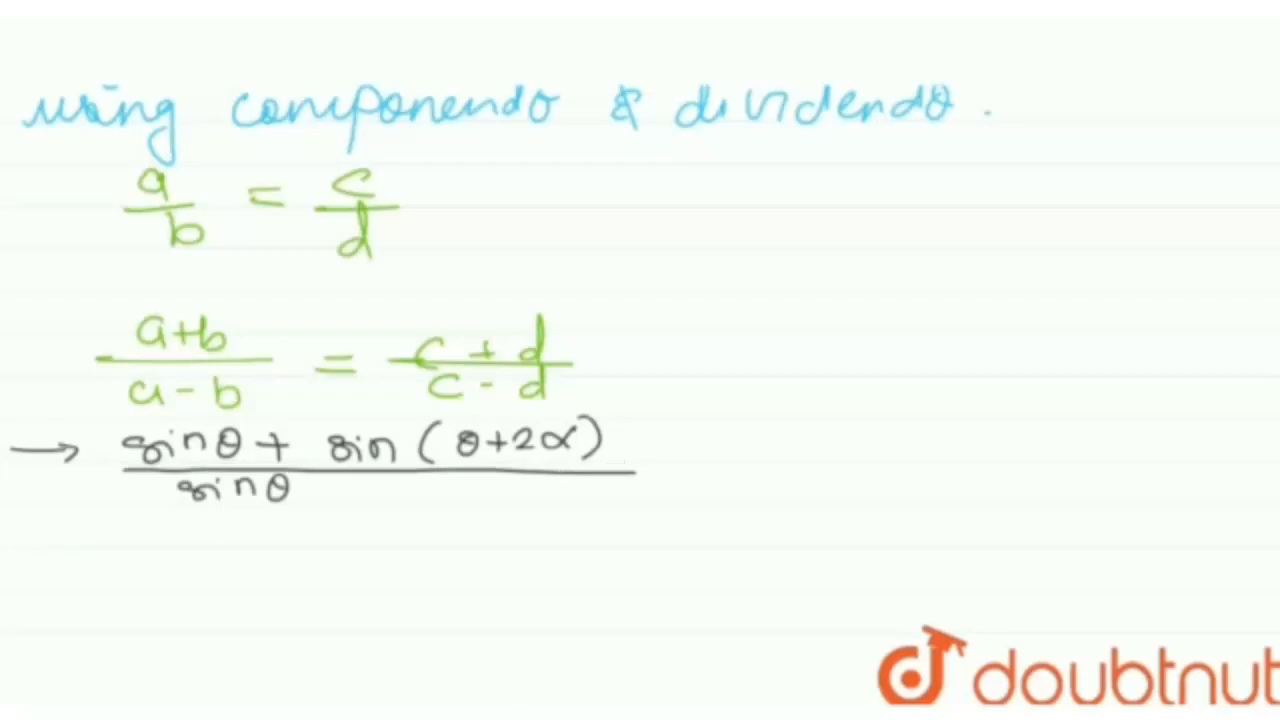 using componendo & dividendo.
a/b = c/d
a+b/a-b = c+d/c-d
→ sinθ + sin(θ+2α)/sinθ
doubtnut